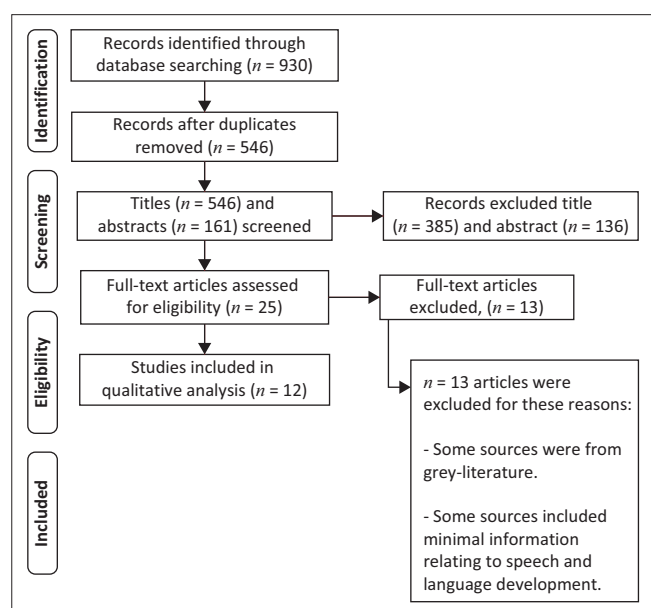 Identification
Records identified through
database searching (n = 930)
Records after duplicates
removed (n = 546)
Screening
Titles (n = 546) and
abstracts (n = 161) screened
Records excluded title
(n = 385) and abstract (n = 136)
Full-text articles assessed
for eligibility (n = 25)
Full-text articles
excluded, (n = 13)
Eligibility
Studies included in
qualitative analysis (n = 12)
n = 13 articles were
excluded for these reasons:
- Some sources were from
grey-literature.
- Some sources included
minimal information
relating to speech and
language development.
Included